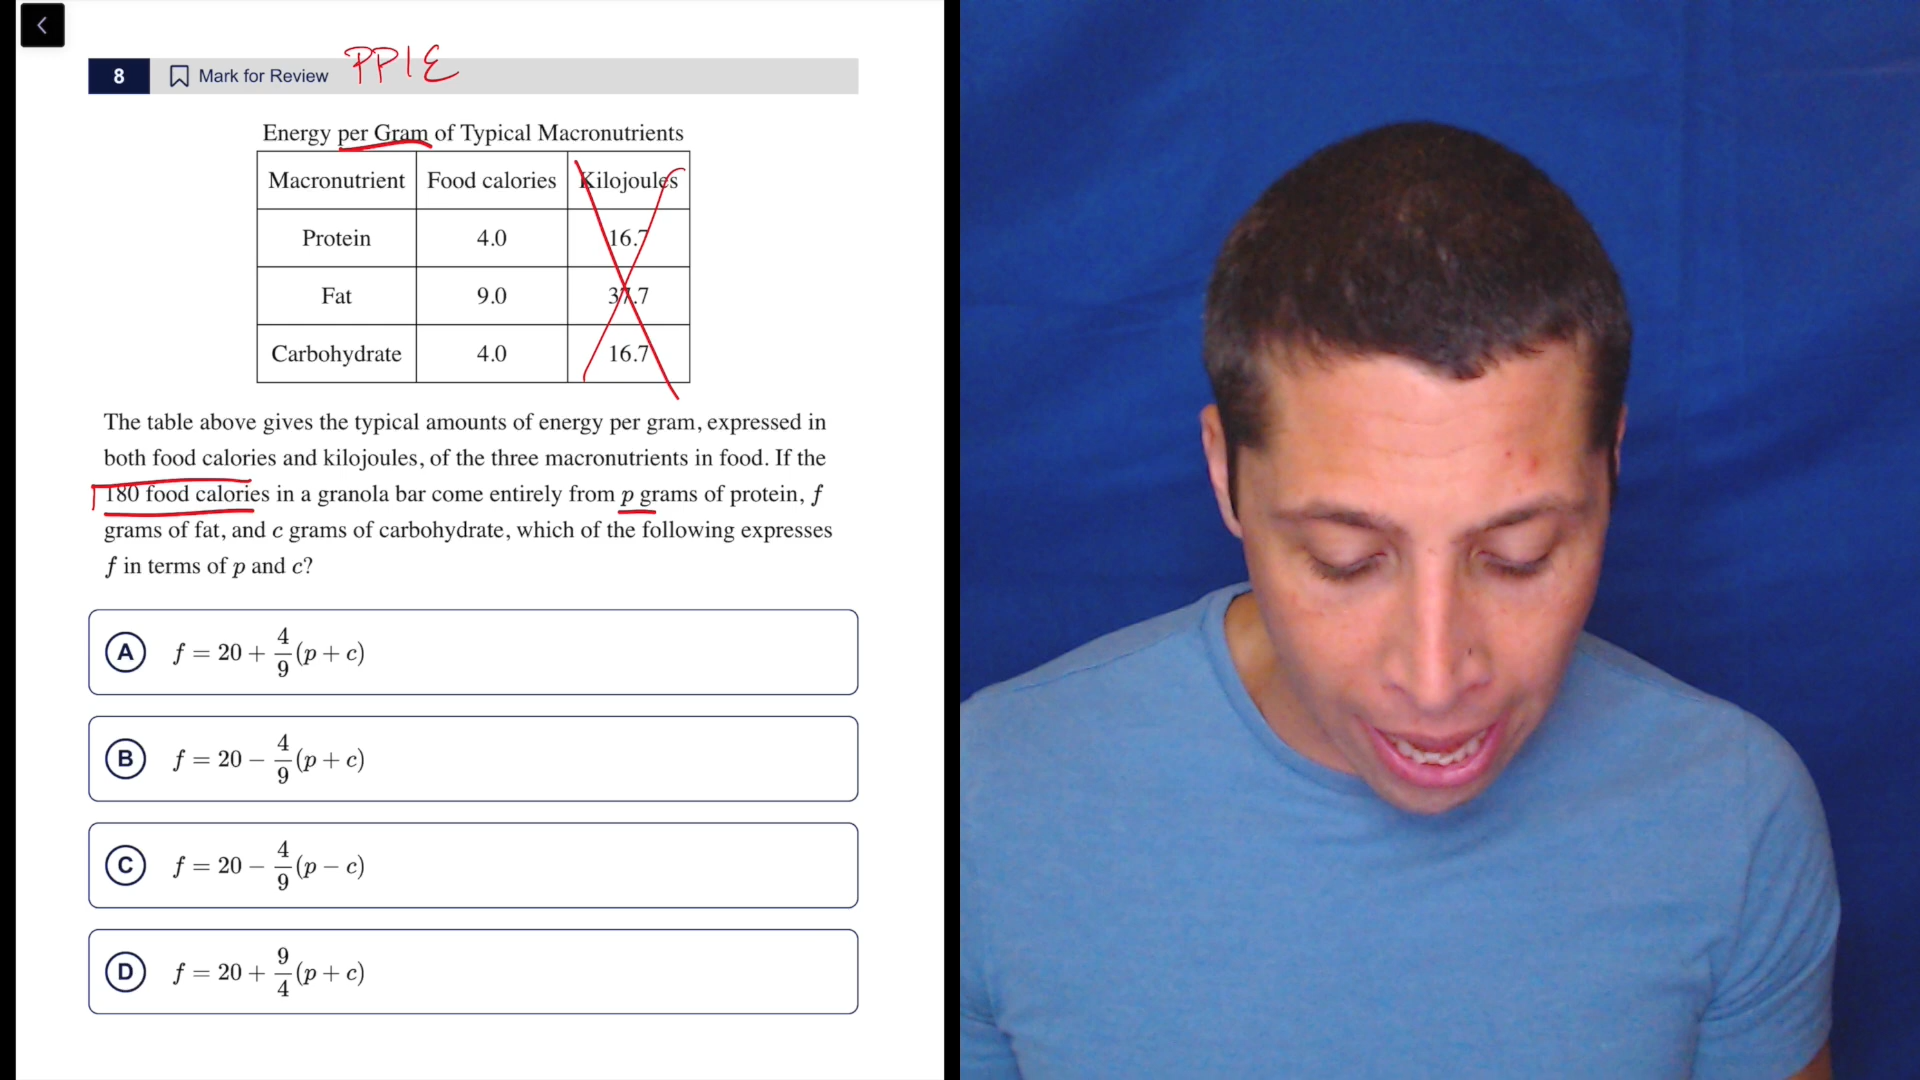 8 Mark for Review PPIE
Energy per Gram of Typical Macronutrients
Macronutrient Food calories Kilojoules
Protein 4.0 16.7
Fat 9.0 37.7
Carbohydrate 4.0 16.7
The table above gives the typical amounts of energy per gram, expressed in
both food calories and kilojoules, of the three macronutrients in food. If the
180 food calories in a granola bar come entirely from p grams of protein, f
grams of fat, and c grams of carbohydrate, which of the following expresses
f in terms of p and c?
A f = 20 + 4/9 (p + c)
B f = 20 − 4/9 (p + c)
C f = 20 − 4/9 (p − c)
D f = 20 + 9/4 (p + c)